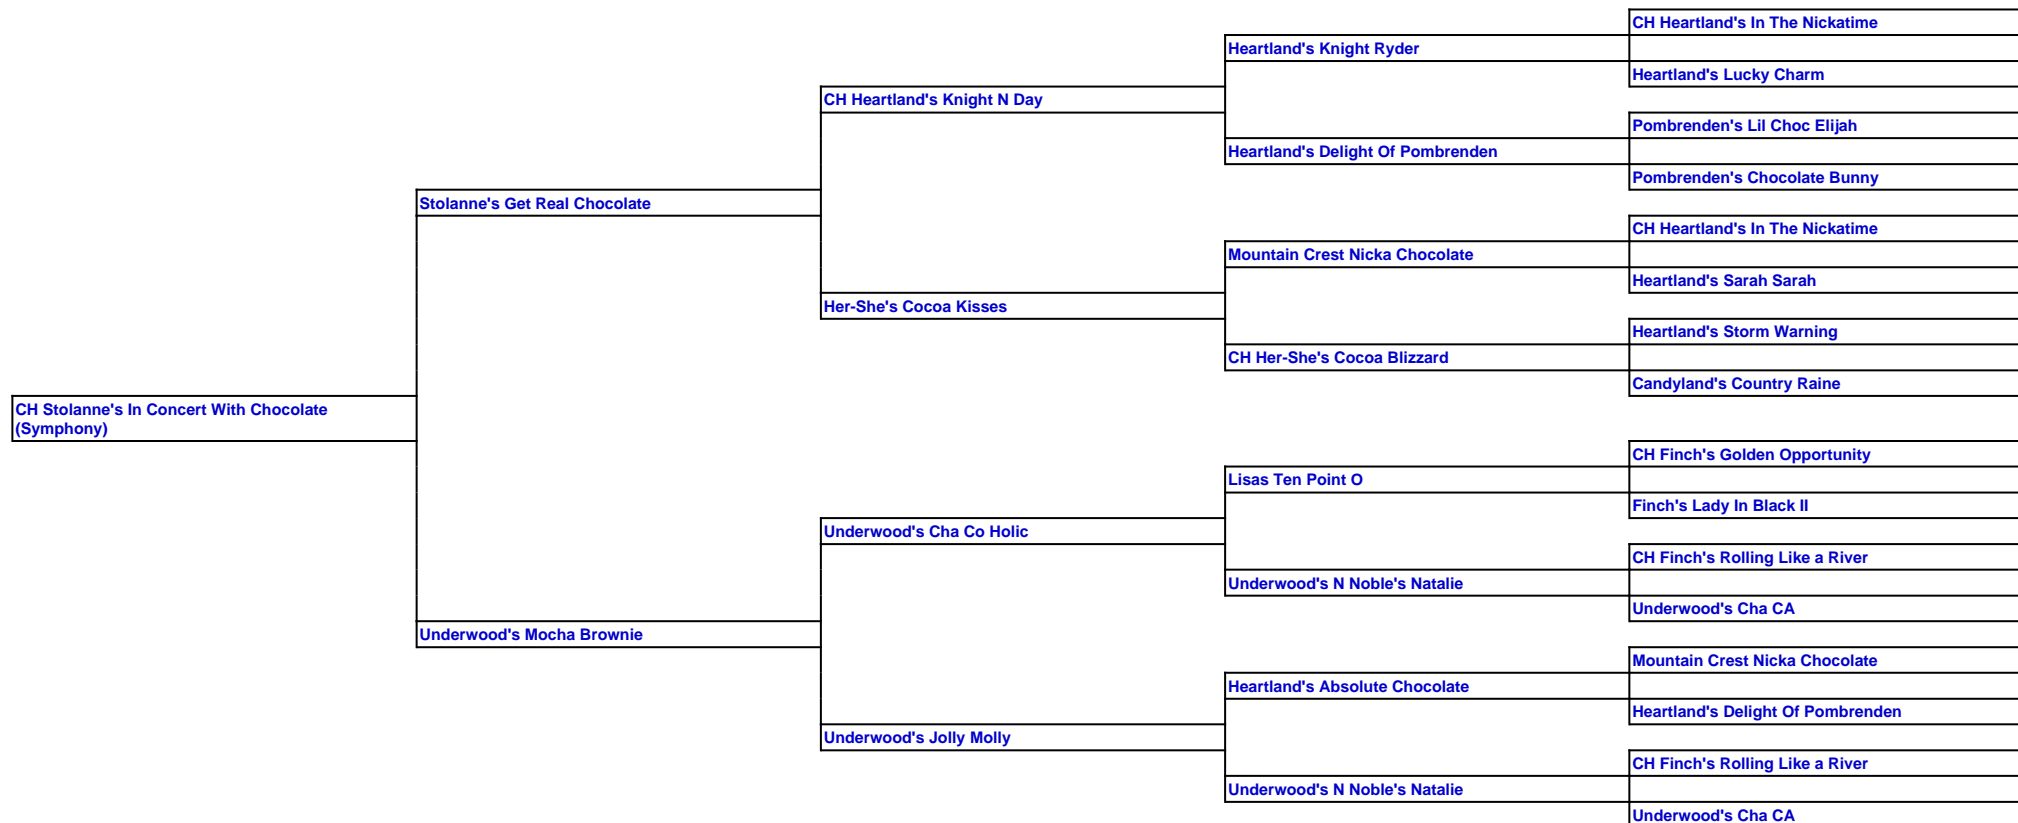 CH Heartland's In The Nickatime
Heartland's Knight Ryder
Heartland's Lucky Charm
CH Heartland's Knight N Day
Pombrenden's Lil Choc Elijah
Heartland's Delight Of Pombrenden
Pombrenden's Chocolate Bunny
Stolanne's Get Real Chocolate
CH Heartland's In The Nickatime
Mountain Crest Nicka Chocolate
Heartland's Sarah Sarah
Her-She's Cocoa Kisses
Heartland's Storm Warning
CH Her-She's Cocoa Blizzard
Candyland's Country Raine
CH Stolanne's In Concert With Chocolate
(Symphony)
CH Finch's Golden Opportunity
Lisas Ten Point O
Finch's Lady In Black II
Underwood's Cha Co Holic
CH Finch's Rolling Like a River
Underwood's N Noble's Natalie
Underwood's Cha CA
Underwood's Mocha Brownie
Mountain Crest Nicka Chocolate
Heartland's Absolute Chocolate
Heartland's Delight Of Pombrenden
Underwood's Jolly Molly
CH Finch's Rolling Like a River
Underwood's N Noble's Natalie
Underwood's Cha CA